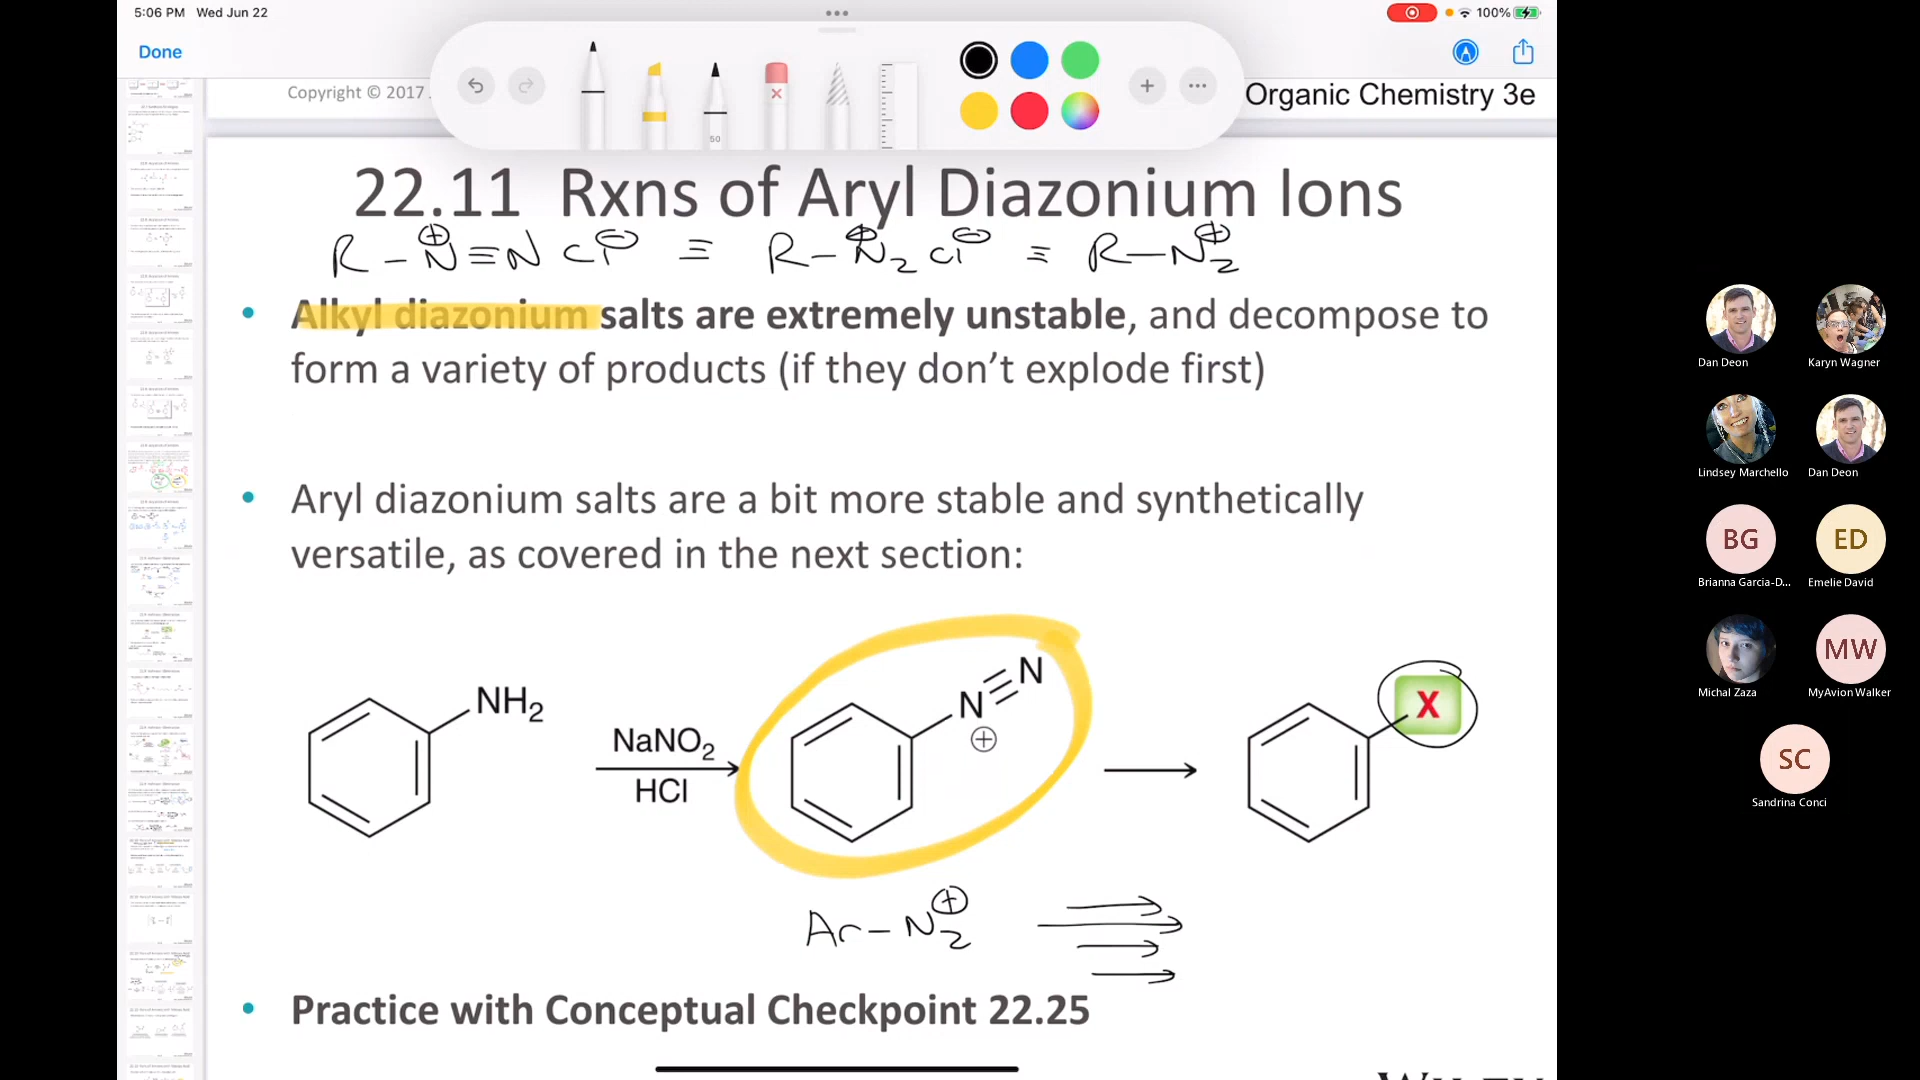 5:06 PM Wed Jun 22
100%
Done
50
Copyright © 2017
Organic Chemistry 3e
22.11 Rxns of Aryl Diazonium Ions
R-N⊕≡N Cl⊖ ≡ R-N⊕2Cl⊖ ≡ R-N2⊕
• Alkyl diazonium salts are extremely unstable, and decompose to
form a variety of products (if they don’t explode first)
• Aryl diazonium salts are a bit more stable and synthetically
versatile, as covered in the next section:
NH2
NaNO2
HCl
N≡N
⊕
X
Ar-N2⊕
• Practice with Conceptual Checkpoint 22.25
Dan Deon
Karyn Wagner
Lindsey Marchello
Dan Deon
BG
ED
Brianna Garcia-D...
Emelie David
MW
Michal Zaza
MyAvion Walker
SC
Sandrina Conci